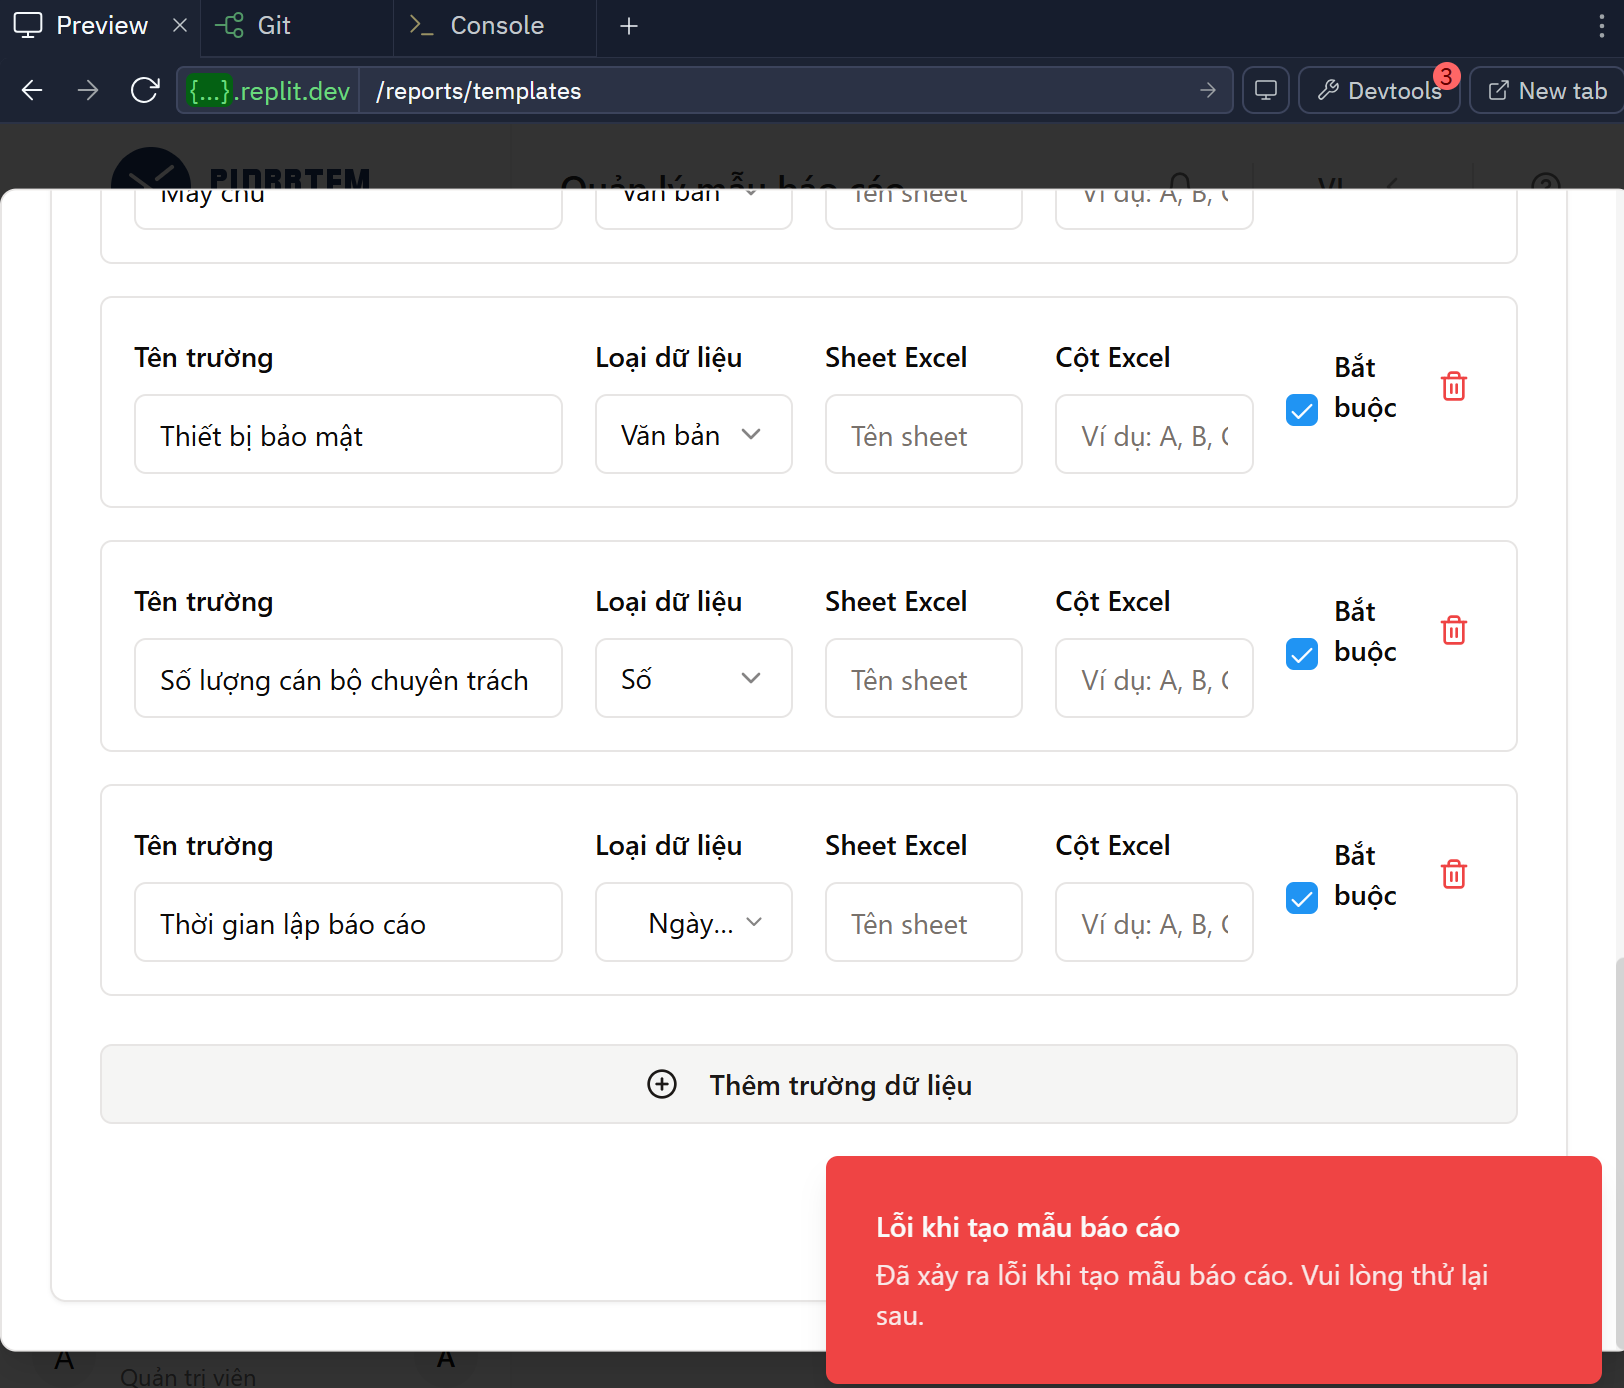 Preview
Git
Console
{...}.replit.dev
/reports/templates
Devtools
3
New tab
Quản lý mẫu báo cáo
Máy chủ
Văn bản
Tên sheet
Ví dụ: A, B, C
Tên trường
Loại dữ liệu
Sheet Excel
Cột Excel
Bắt
buộc
Thiết bị bảo mật
Văn bản
Tên sheet
Ví dụ: A, B, C
Tên trường
Loại dữ liệu
Sheet Excel
Cột Excel
Bắt
buộc
Số lượng cán bộ chuyên trách
Số
Tên sheet
Ví dụ: A, B, C
Tên trường
Loại dữ liệu
Sheet Excel
Cột Excel
Bắt
buộc
Thời gian lập báo cáo
Ngày...
Tên sheet
Ví dụ: A, B, C
Thêm trường dữ liệu
Lỗi khi tạo mẫu báo cáo
Đã xảy ra lỗi khi tạo mẫu báo cáo. Vui lòng thử lại
sau.
A
Quản trị viên
A